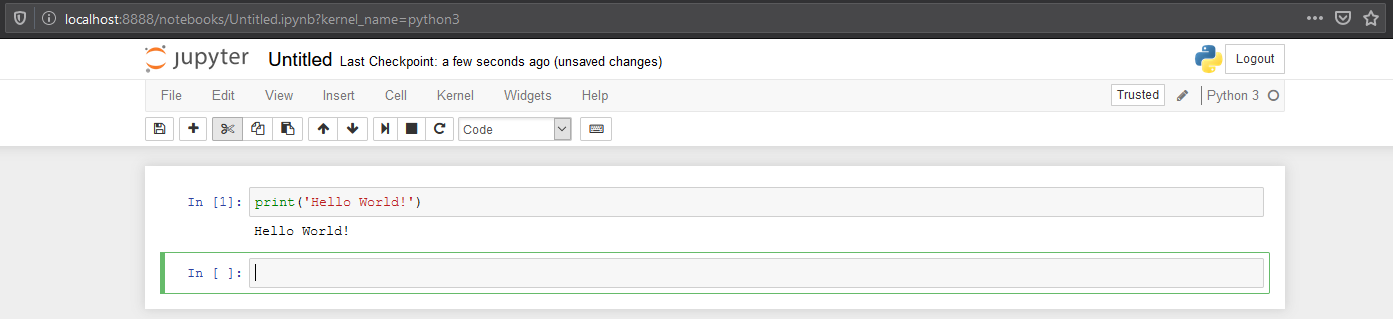 localhost:8888/notebooks/Untitled.ipynb?kernel_name=python3
jupyter Untitled Last Checkpoint: a few seconds ago (unsaved changes) Logout
File Edit View Insert Cell Kernel Widgets Help Trusted Python 3
Code
In [1]: print('Hello World!')
Hello World!
In [ ]: